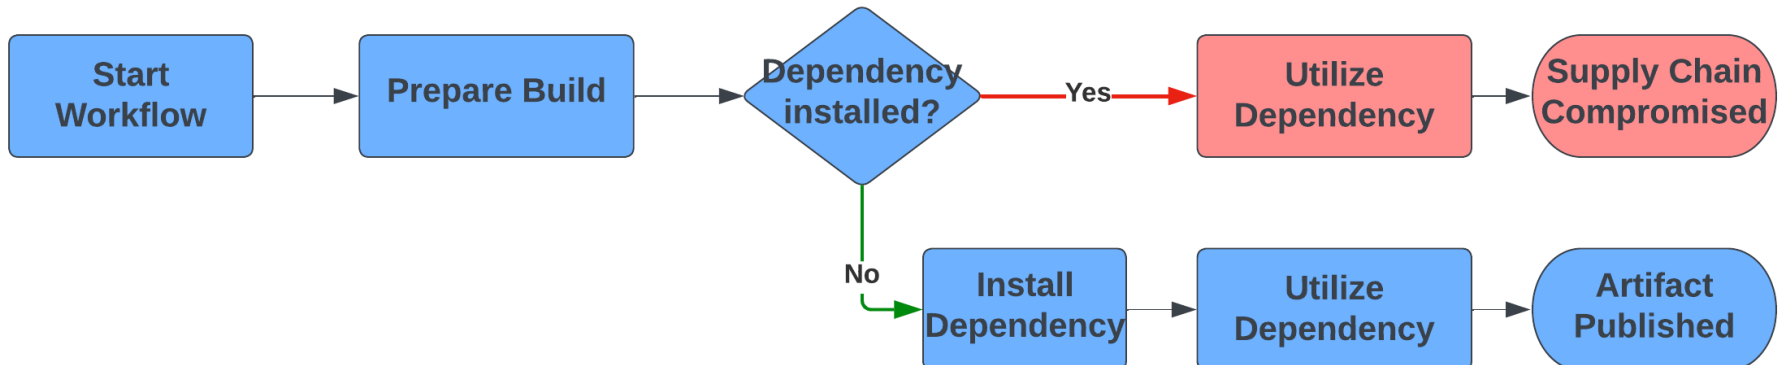 Start
Workflow
Prepare Build
Dependency
installed?
Yes
Utilize
Dependency
Supply Chain
Compromised
No
Install
Dependency
Utilize
Dependency
Artifact
Published